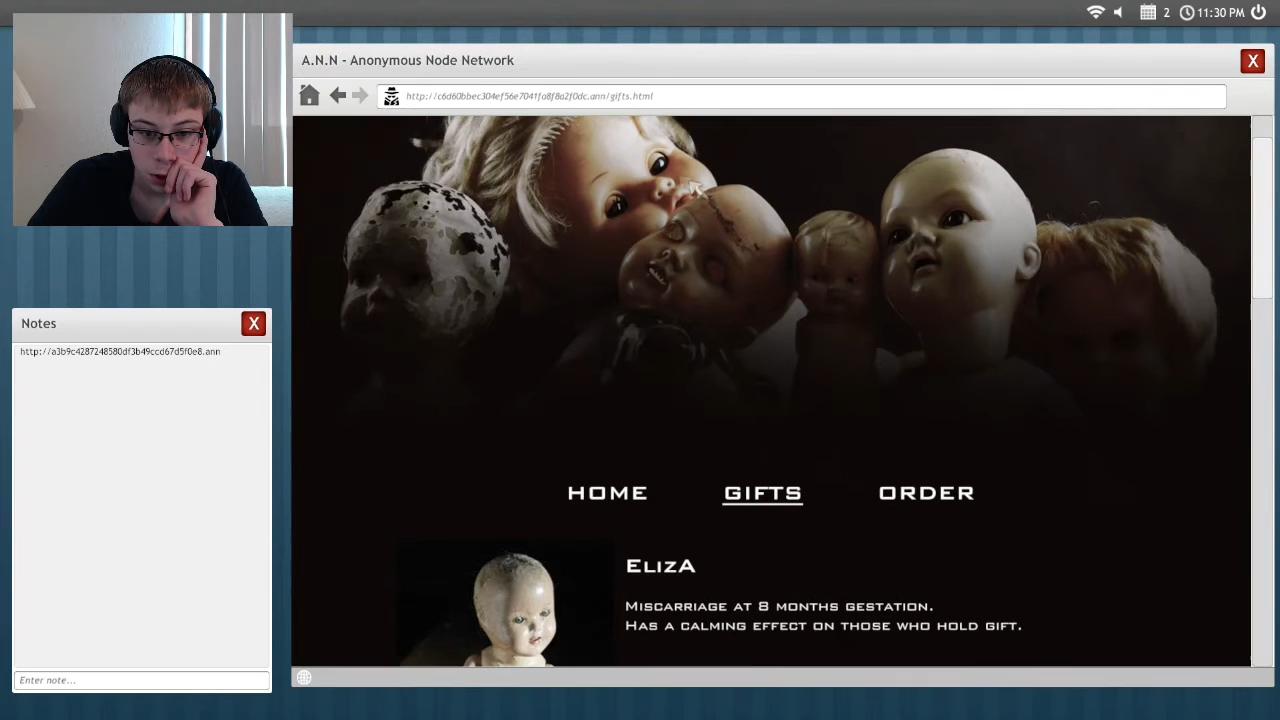 2
11:30 PM
A.N.N - Anonymous Node Network
X
http://c6d60bbec304ef56e7041fa8f8a2f0dc.ann/gifts.html
Notes
X
http://a3b9c4287248580df3b49ccd67d5f0e8.ann
HOME GIFTS ORDER
ElizA
Miscarriage at 8 months gestation.
Has a calming effect on those who hold gift.
Enter note...